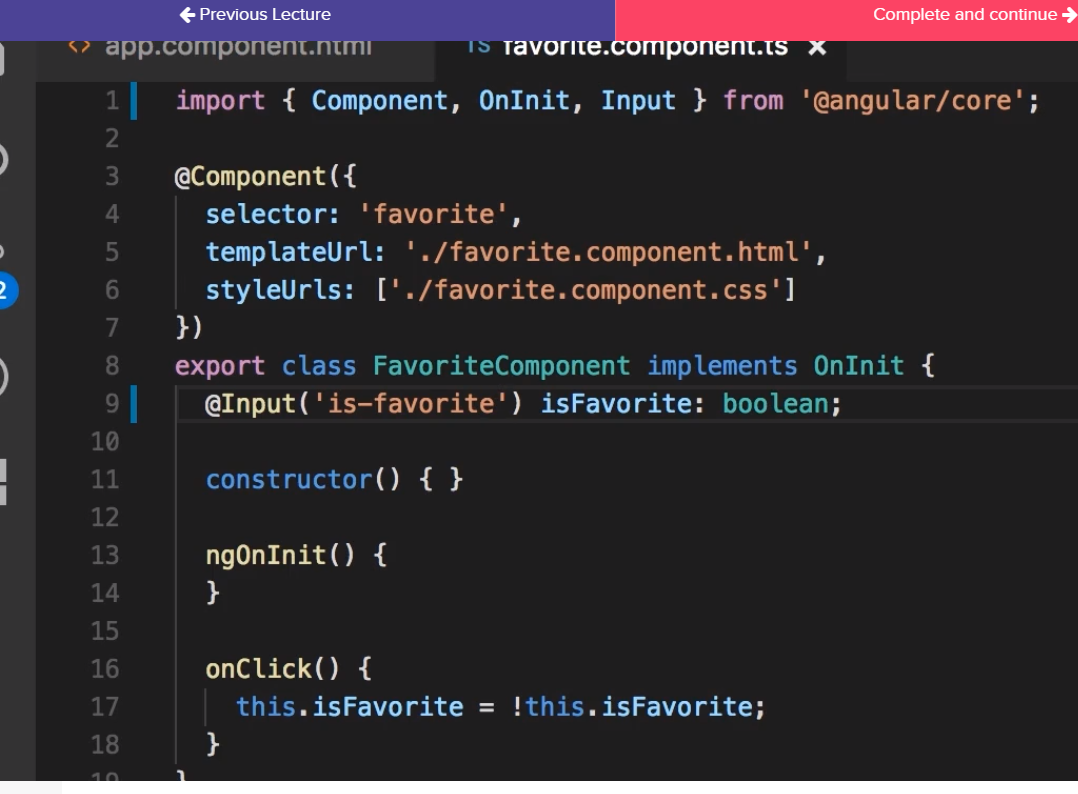 Previous Lecture
Complete and continue
<> app.component.html
TS favorite.component.ts ×
1 import { Component, OnInit, Input } from '@angular/core';
2
3 @Component({
4 selector: 'favorite',
5 templateUrl: './favorite.component.html',
6 styleUrls: ['./favorite.component.css']
7 })
8 export class FavoriteComponent implements OnInit {
9 @Input('is-favorite') isFavorite: boolean;
10
11 constructor() { }
12
13 ngOnInit() {
14 }
15
16 onClick() {
17 this.isFavorite = !this.isFavorite;
18 }
19 }
2